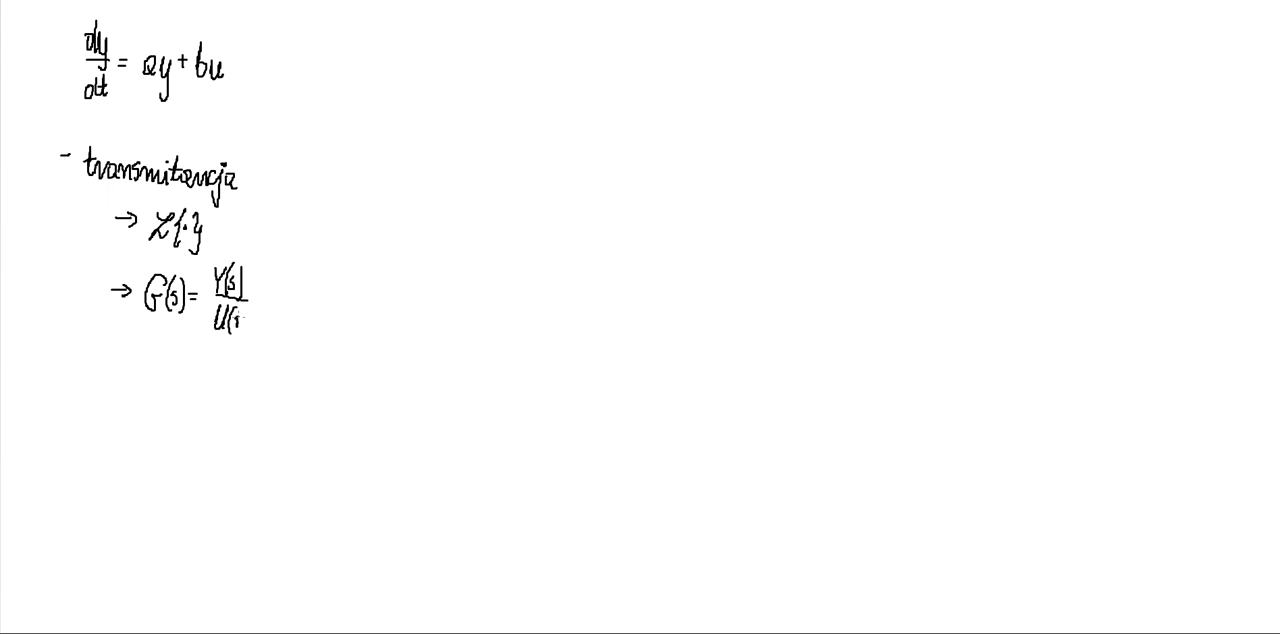 dy/dt = ay + bu
- transmitancja
→ ℒ{·}
→ G(s) = Y(s)/U(s